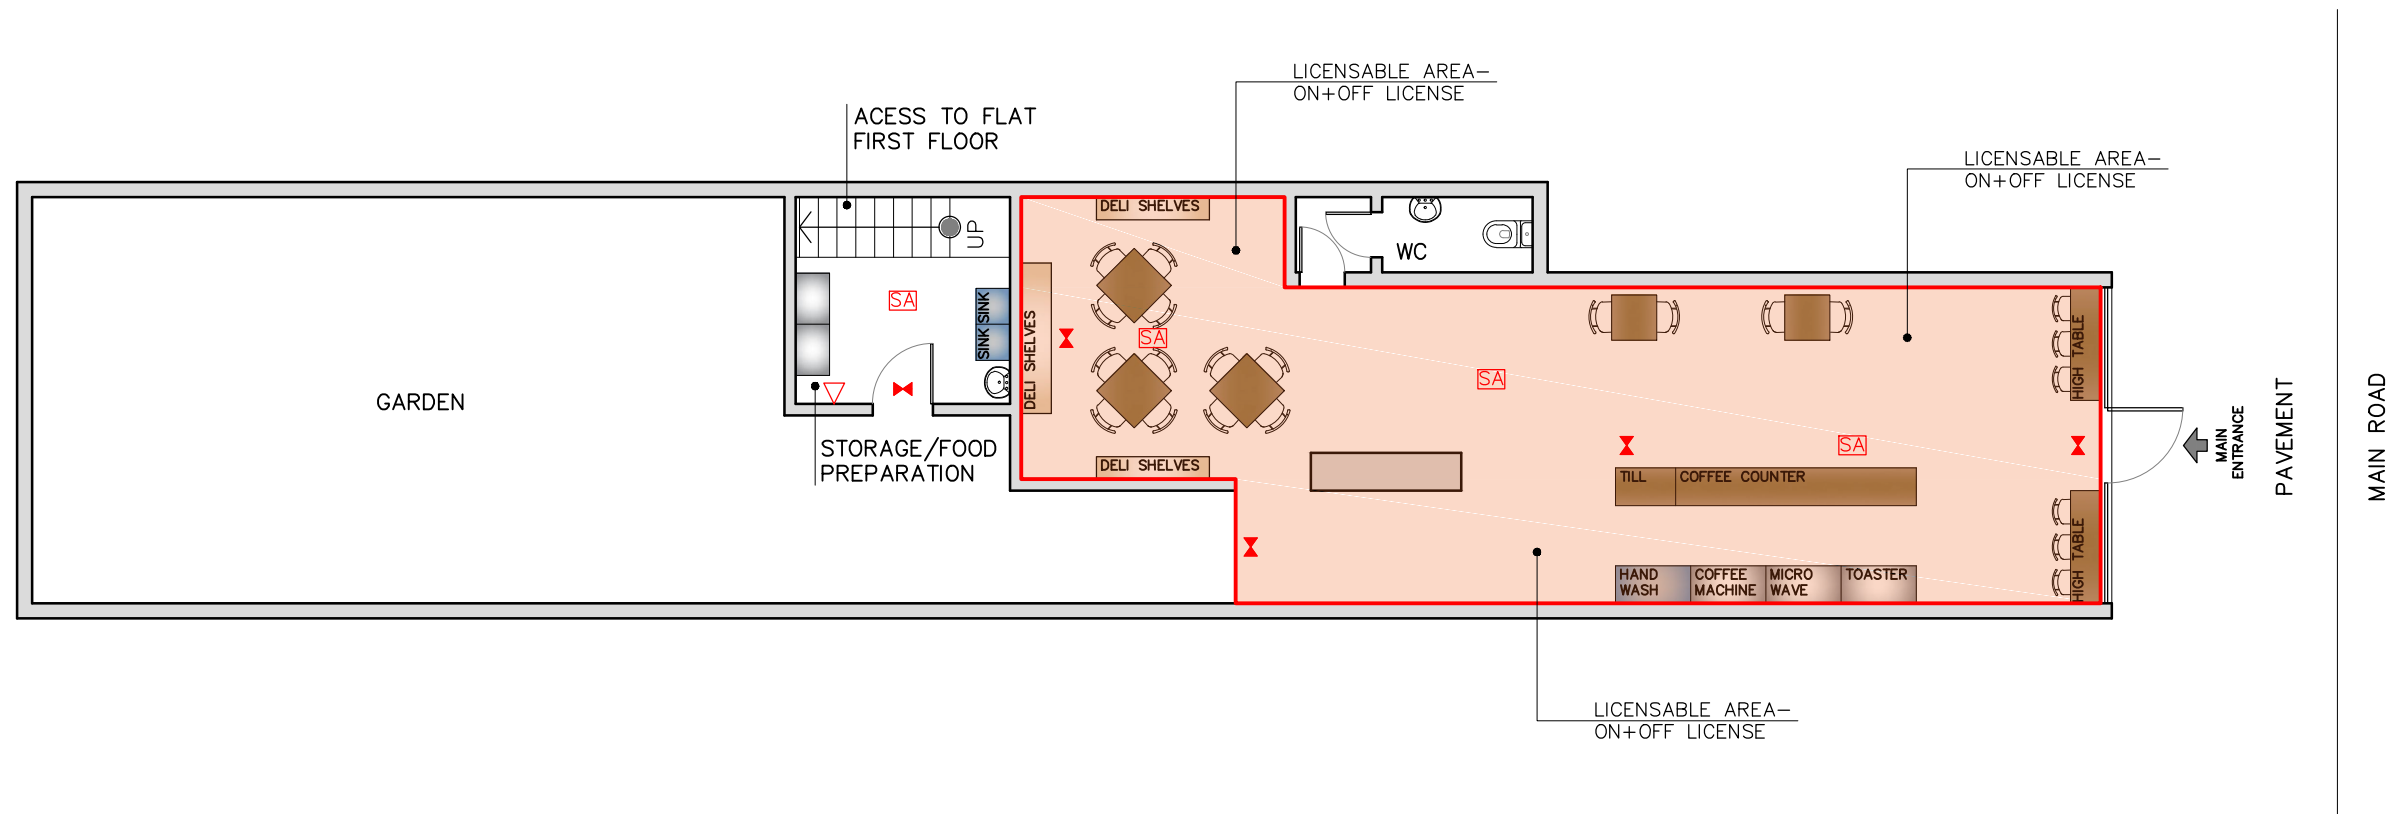 LICENSABLE AREA-
ON+OFF LICENSE
ACESS TO FLAT
FIRST FLOOR
LICENSABLE AREA-
ON+OFF LICENSE
DELI SHELVES
UP
WC
SA
SINK
SINK
DELI SHELVES
SA
SA
HIGH TABLE
GARDEN
STORAGE/FOOD
PREPARATION
DELI SHELVES
SA
TILL
COFFEE COUNTER
MAIN
ENTRANCE
PAVEMENT
MAIN ROAD
HIGH TABLE
HAND
WASH
COFFEE
MACHINE
MICRO
WAVE
TOASTER
LICENSABLE AREA-
ON+OFF LICENSE